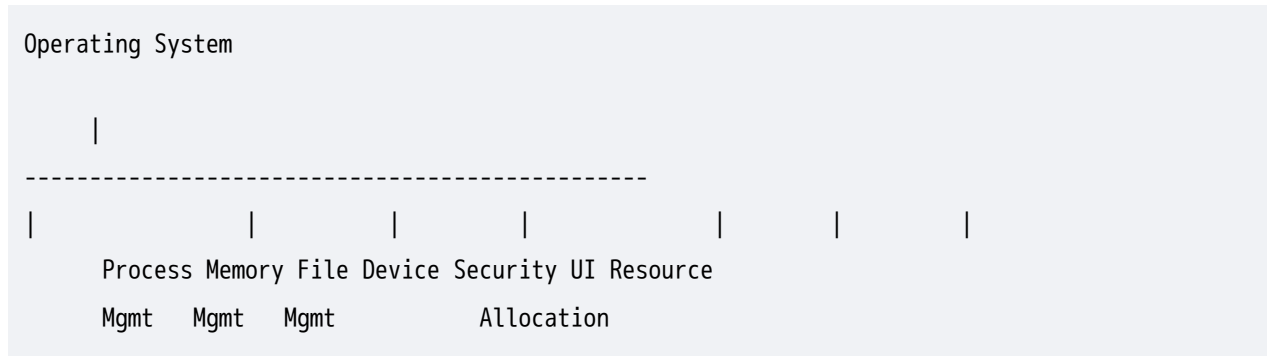 Operating System
|
------------------------------------------------
| | | | | | |
Process Memory File Device Security UI Resource
Mgmt Mgmt Mgmt Allocation